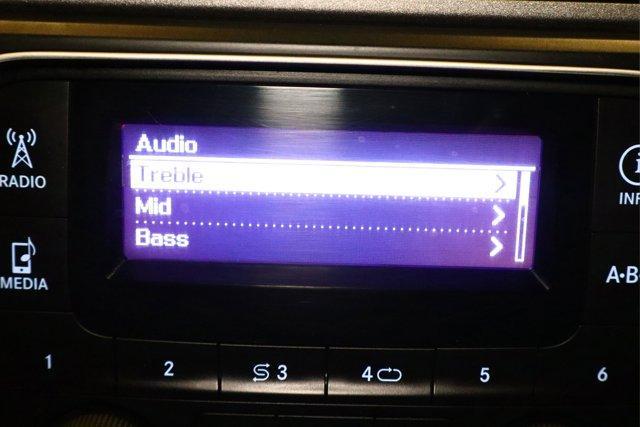 Audio
Treble
Mid
Bass
RADIO
MEDIA
1
2
3
4
5
6